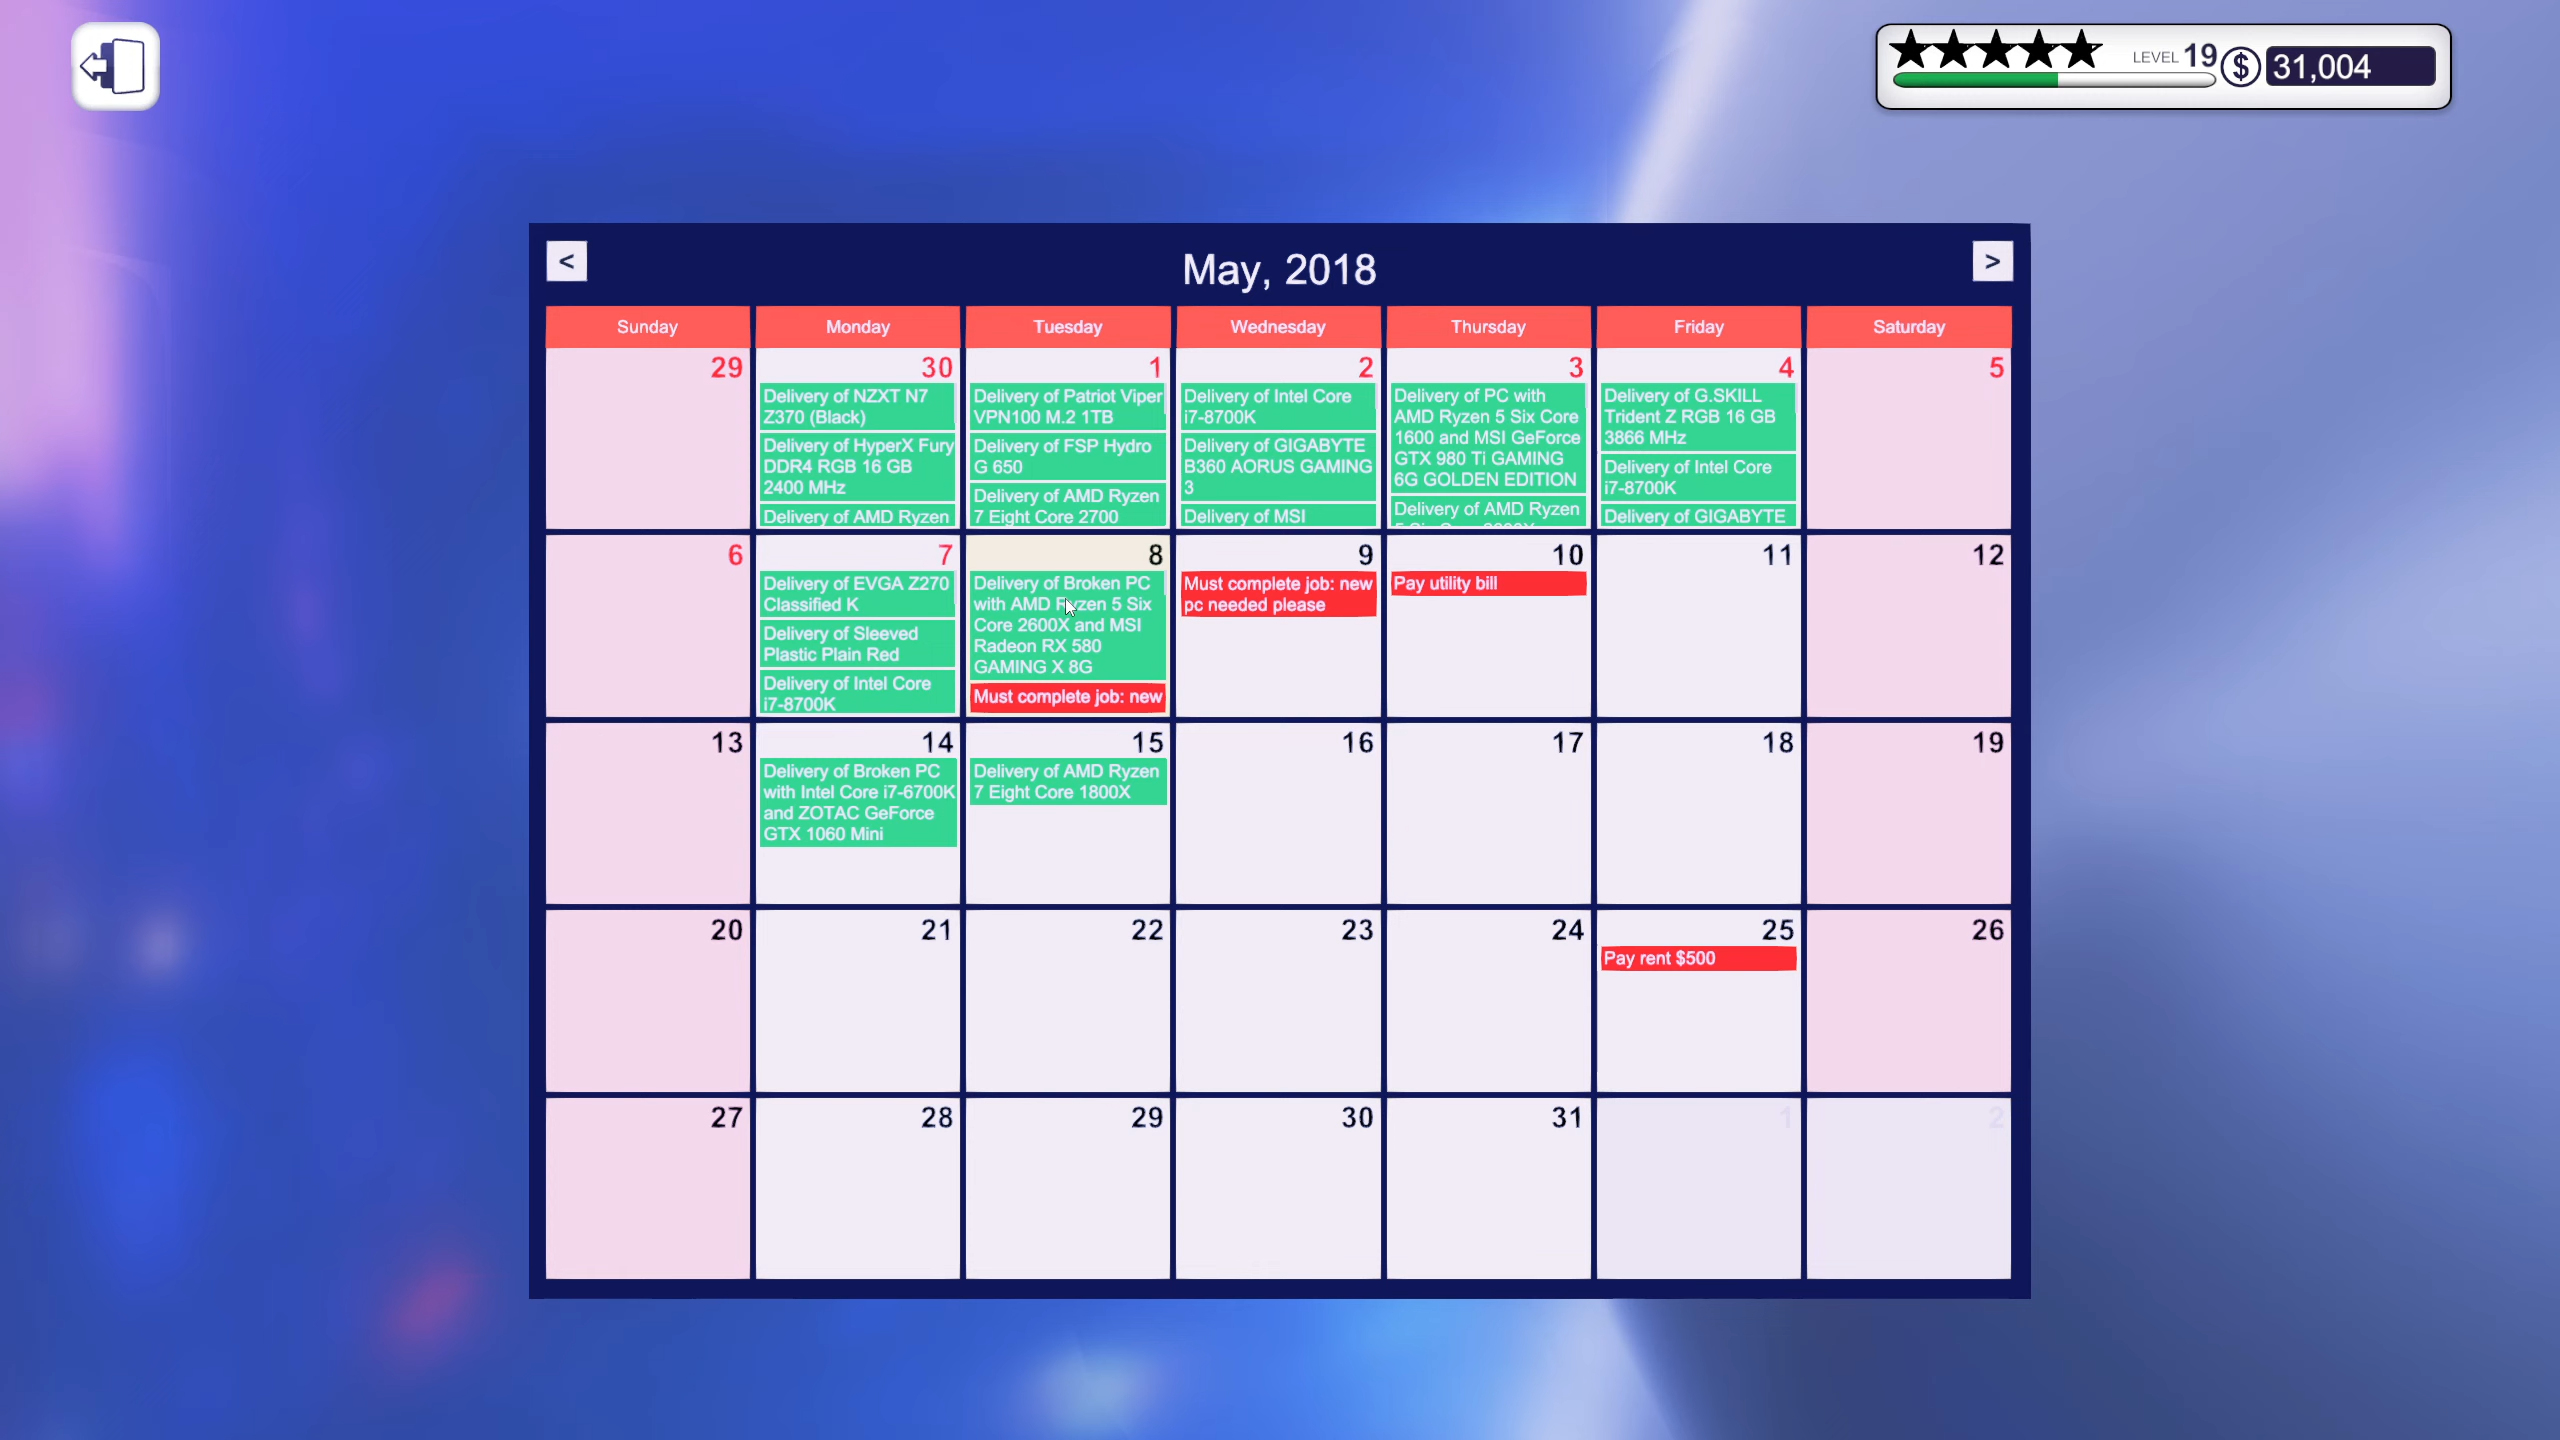 LEVEL 19
$ 31,004
<
May, 2018
>
Sunday
Monday
Tuesday
Wednesday
Thursday
Friday
Saturday
29
30
Delivery of NZXT N7
Z370 (Black)
Delivery of HyperX Fury
DDR4 RGB 16 GB
2400 MHz
Delivery of AMD Ryzen
1
Delivery of Patriot Viper
VPN100 M.2 1TB
Delivery of FSP Hydro
G 650
Delivery of AMD Ryzen
7 Eight Core 2700
2
Delivery of Intel Core
i7-8700K
Delivery of GIGABYTE
B360 AORUS GAMING
3
Delivery of MSI
3
Delivery of PC with
AMD Ryzen 5 Six Core
1600 and MSI GeForce
GTX 980 Ti GAMING
6G GOLDEN EDITION
Delivery of AMD Ryzen
4
Delivery of G.SKILL
Trident Z RGB 16 GB
3866 MHz
Delivery of Intel Core
i7-8700K
Delivery of GIGABYTE
5
6
7
Delivery of EVGA Z270
Classified K
Delivery of Sleeved
Plastic Plain Red
Delivery of Intel Core
i7-8700K
8
Delivery of Broken PC
with AMD Ryzen 5 Six
Core 2600X and MSI
Radeon RX 580
GAMING X 8G
Must complete job: new
9
Must complete job: new
pc needed please
10
Pay utility bill
11
12
13
14
Delivery of Broken PC
with Intel Core i7-6700K
and ZOTAC GeForce
GTX 1060 Mini
15
Delivery of AMD Ryzen
7 Eight Core 1800X
16
17
18
19
20
21
22
23
24
25
Pay rent $500
26
27
28
29
30
31
1
2